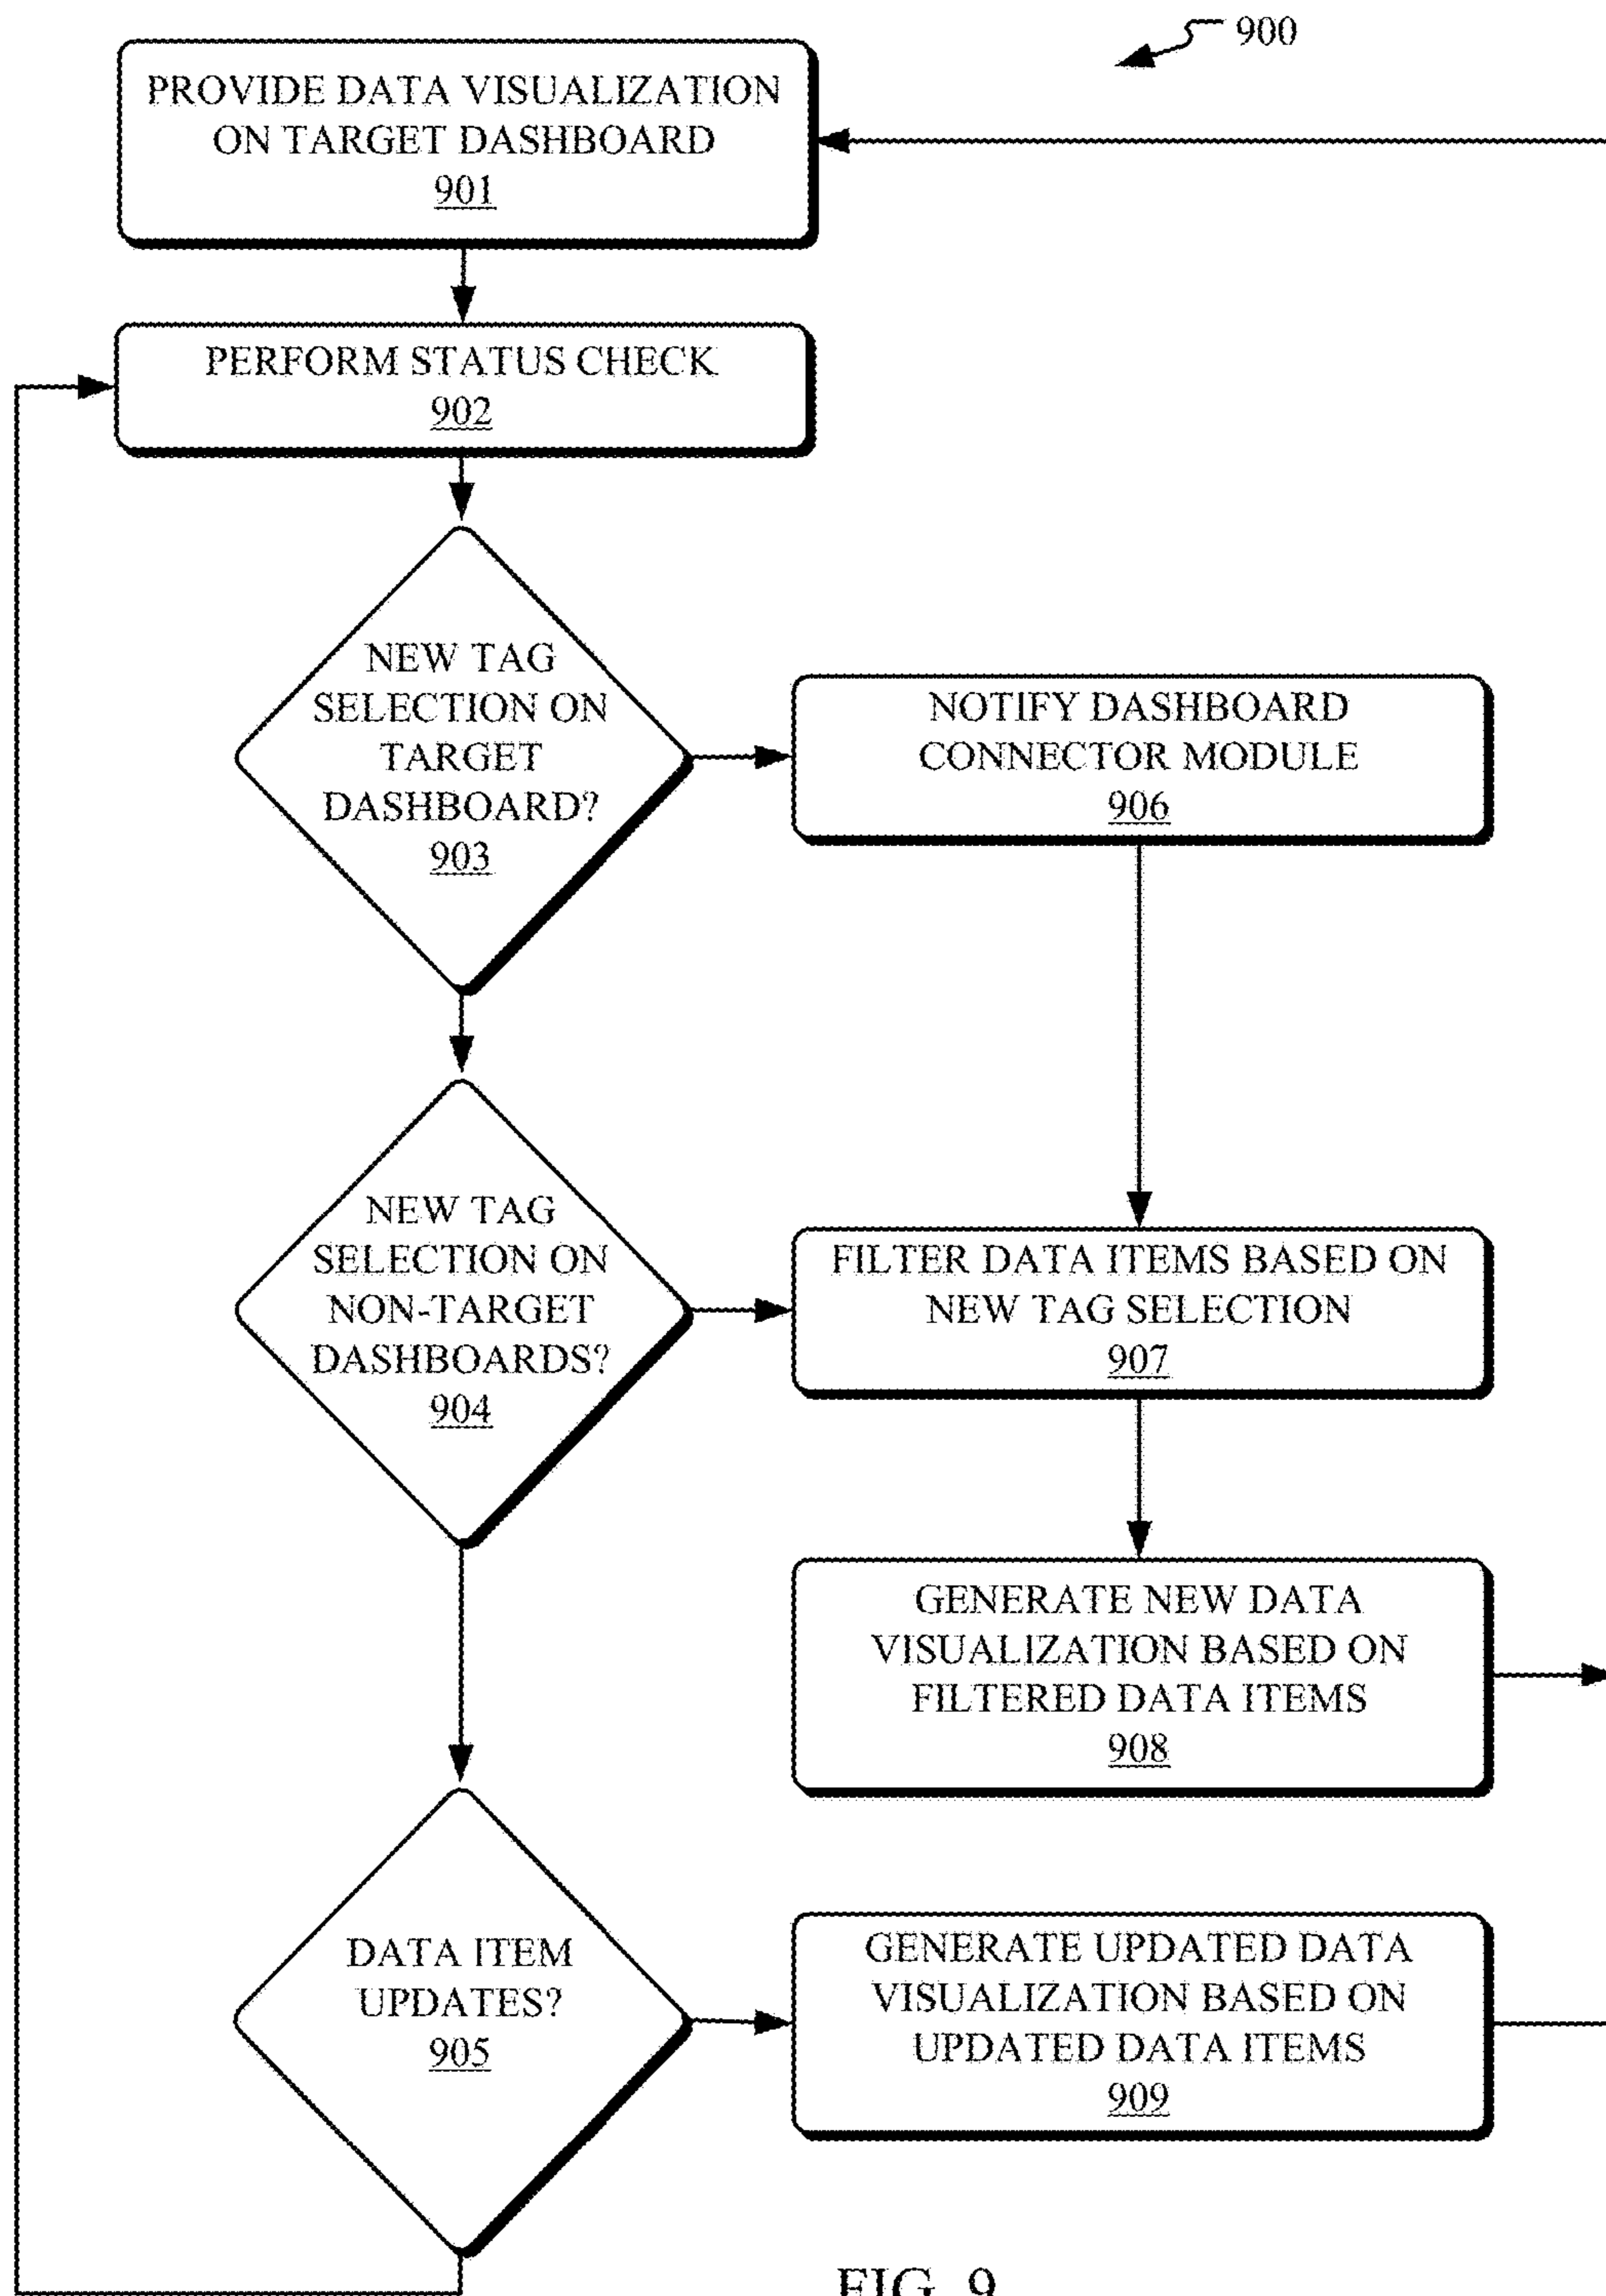 900
PROVIDE DATA VISUALIZATION
ON TARGET DASHBOARD
901
PERFORM STATUS CHECK
902
NEW TAG
SELECTION ON
TARGET
DASHBOARD?
903
NOTIFY DASHBOARD
CONNECTOR MODULE
906
NEW TAG
SELECTION ON
NON-TARGET
DASHBOARDS?
904
FILTER DATA ITEMS BASED ON
NEW TAG SELECTION
907
GENERATE NEW DATA
VISUALIZATION BASED ON
FILTERED DATA ITEMS
908
DATA ITEM
UPDATES?
905
GENERATE UPDATED DATA
VISUALIZATION BASED ON
UPDATED DATA ITEMS
909
FIG. 9